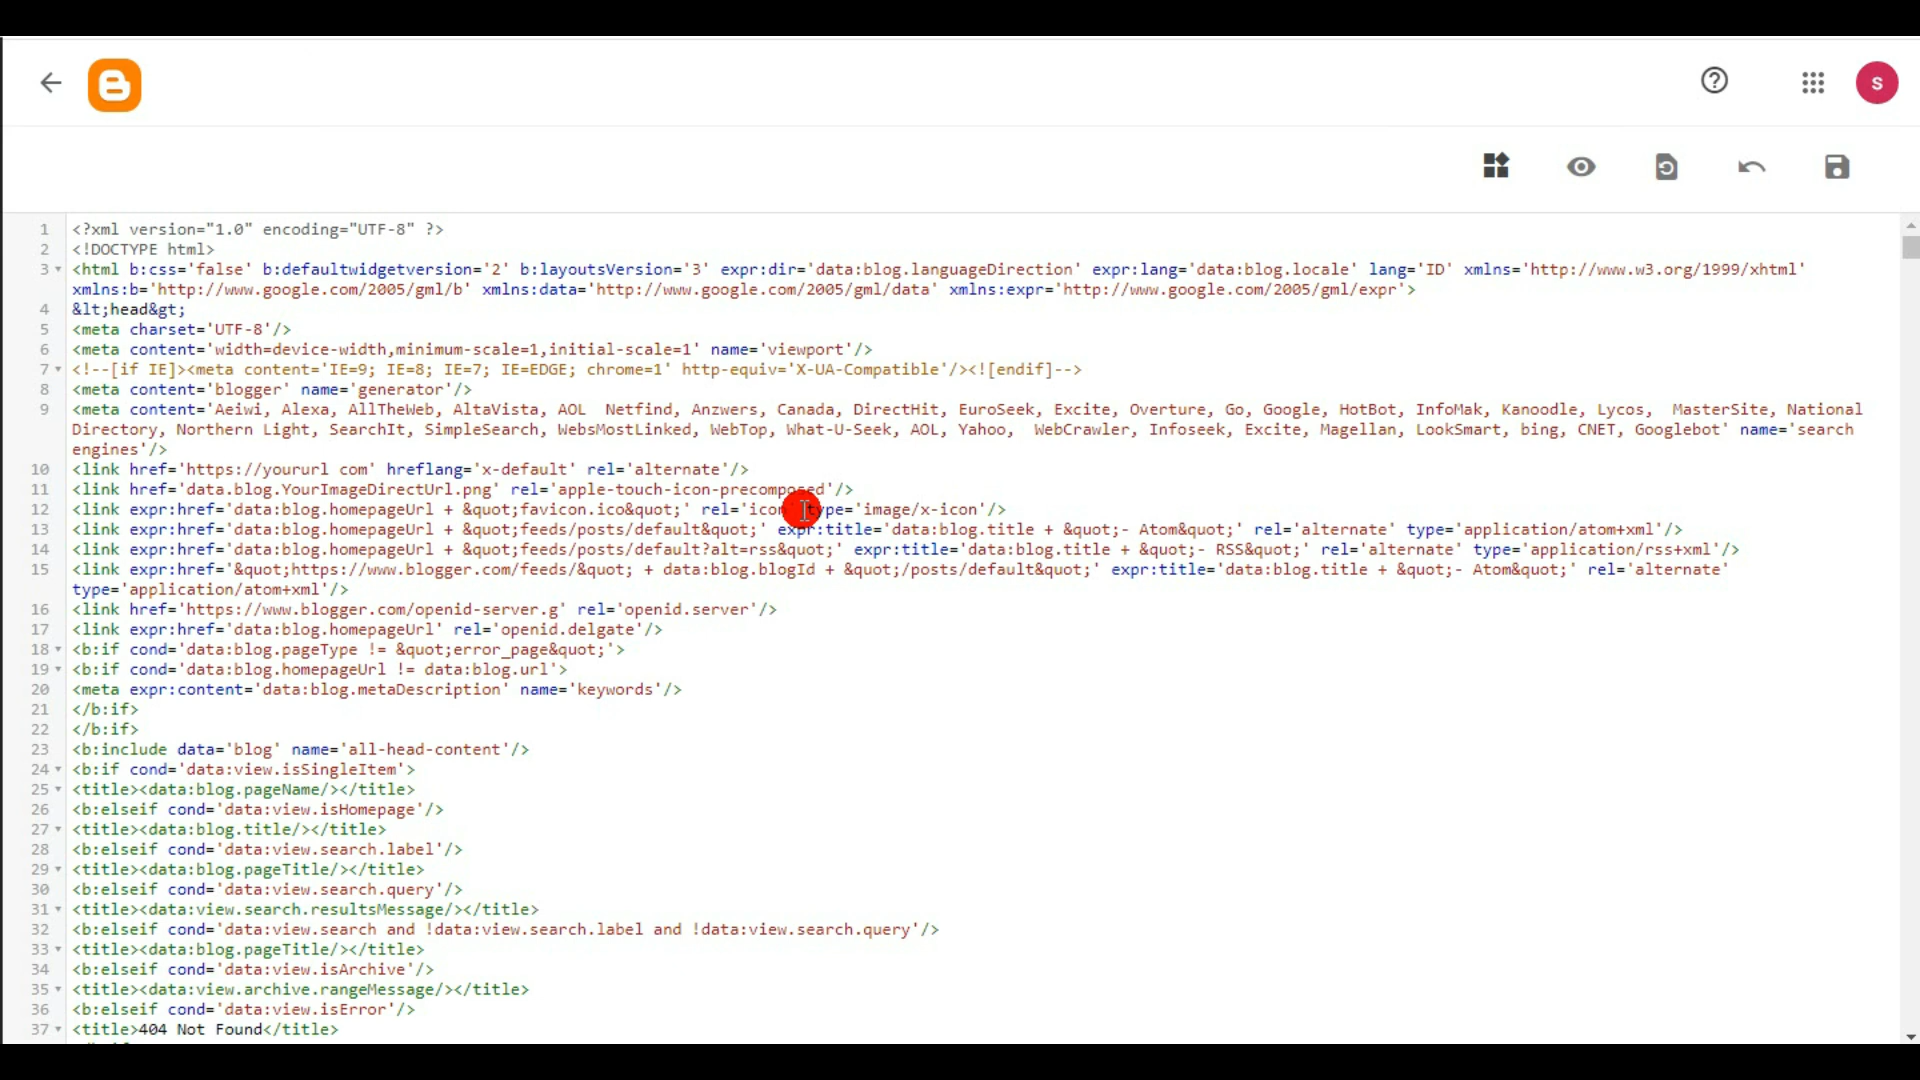 S
1 <?xml version="1.0" encoding="UTF-8" ?>
2 <!DOCTYPE html>
3 <html b:css='false' b:defaultwidgetversion='2' b:layoutsVersion='3' expr:dir='data:blog.languageDirection' expr:lang='data:blog.locale' lang='ID' xmlns='http://www.w3.org/1999/xhtml'
xmlns:b='http://www.google.com/2005/gml/b' xmlns:data='http://www.google.com/2005/gml/data' xmlns:expr='http://www.google.com/2005/gml/expr'>
4 &lt;head&gt;
5 <meta charset='UTF-8'/>
6 <meta content='width=device-width,minimum-scale=1,initial-scale=1' name='viewport'/>
7 <!--[if IE]><meta content='IE=9; IE=8; IE=7; IE=EDGE; chrome=1' http-equiv='X-UA-Compatible'/><![endif]-->
8 <meta content='blogger' name='generator'/>
9 <meta content='Aeiwi, Alexa, AllTheWeb, AltaVista, AOL  Netfind, Anzwers, Canada, DirectHit, EuroSeek, Excite, Overture, Go, Google, HotBot, InfoMak, Kanoodle, Lycos,  MasterSite, National
Directory, Northern Light, SearchIt, SimpleSearch, WebsMostLinked, WebTop, What-U-Seek, AOL, Yahoo,  WebCrawler, Infoseek, Excite, Magellan, LookSmart, bing, CNET, Googlebot' name='search
engines'/>
10 <link href='https://yoururl com' hreflang='x-default' rel='alternate'/>
11 <link href='data.blog.YourImageDirectUrl.png' rel='apple-touch-icon-precomposed'/>
12 <link expr:href='data:blog.homepageUrl + &quot;favicon.ico&quot;' rel='icon' type='image/x-icon'/>
13 <link expr:href='data:blog.homepageUrl + &quot;feeds/posts/default&quot;' expr:title='data:blog.title + &quot;- Atom&quot;' rel='alternate' type='application/atom+xml'/>
14 <link expr:href='data:blog.homepageUrl + &quot;feeds/posts/default?alt=rss&quot;' expr:title='data:blog.title + &quot;- RSS&quot;' rel='alternate' type='application/rss+xml'/>
15 <link expr:href='&quot;https://www.blogger.com/feeds/&quot; + data:blog.blogId + &quot;/posts/default&quot;' expr:title='data:blog.title + &quot;- Atom&quot;' rel='alternate'
type='application/atom+xml'/>
16 <link href='https://www.blogger.com/openid-server.g' rel='openid.server'/>
17 <link expr:href='data:blog.homepageUrl' rel='openid.delgate'/>
18 <b:if cond='data:blog.pageType != &quot;error_page&quot;'>
19 <b:if cond='data:blog.homepageUrl != data:blog.url'>
20 <meta expr:content='data:blog.metaDescription' name='keywords'/>
21 </b:if>
22 </b:if>
23 <b:include data='blog' name='all-head-content'/>
24 <b:if cond='data:view.isSingleItem'>
25 <title><data:blog.pageName/></title>
26 <b:elseif cond='data:view.isHomepage'/>
27 <title><data:blog.title/></title>
28 <b:elseif cond='data:view.search.label'/>
29 <title><data:blog.pageTitle/></title>
30 <b:elseif cond='data:view.search.query'/>
31 <title><data:view.search.resultsMessage/></title>
32 <b:elseif cond='data:view.search and !data:view.search.label and !data:view.search.query'/>
33 <title><data:blog.pageTitle/></title>
34 <b:elseif cond='data:view.isArchive'/>
35 <title><data:view.archive.rangeMessage/></title>
36 <b:elseif cond='data:view.isError'/>
37 <title>404 Not Found</title>